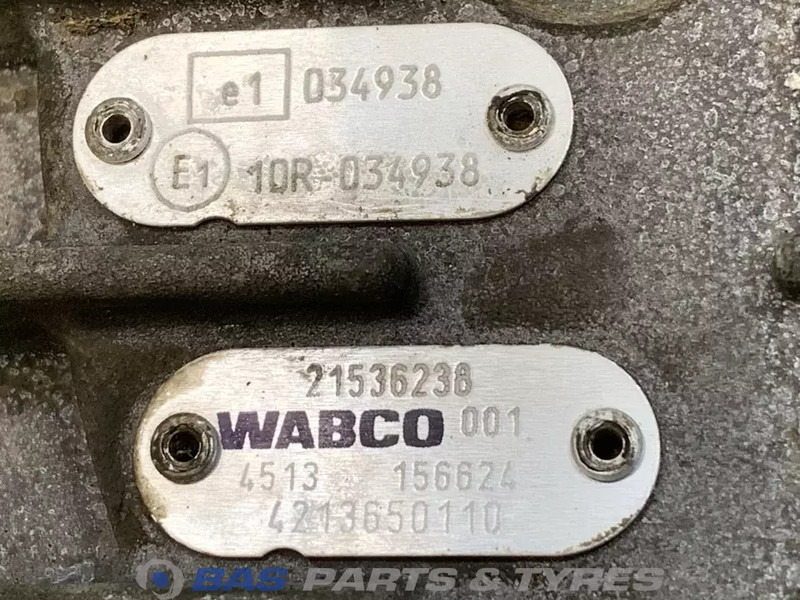 e1 034938
E1 10R-034938
21536238
WABCO 001
4513 156624
4213650110
BAS PARTS & TYRES